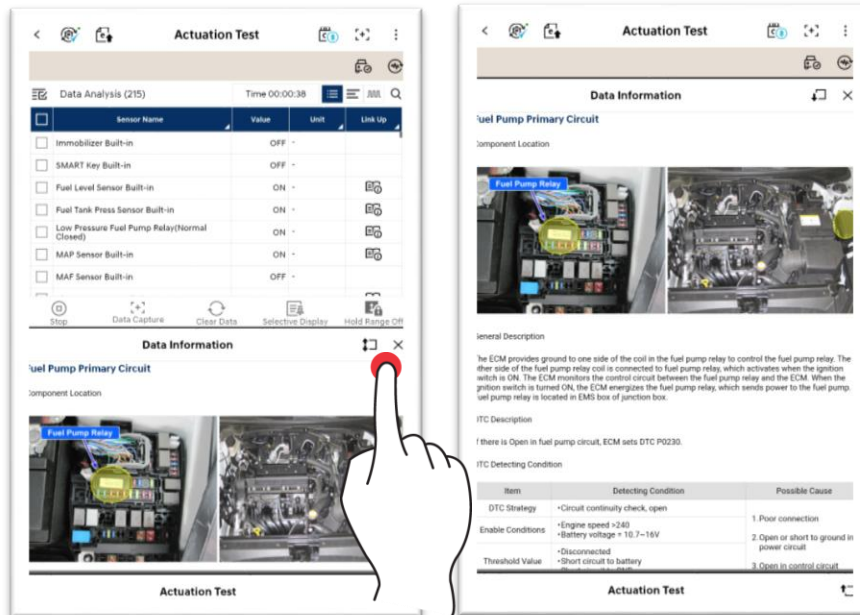 Actuation Test
Data Analysis (215)
Time 00:00:38
Sensor Name Value Unit Link Up
Immobilizer Built-in OFF -
SMART Key Built-in OFF -
Fuel Level Sensor Built-in ON -
Fuel Tank Press Sensor Built-in ON -
Low Pressure Fuel Pump Relay(Normal
Closed) ON -
MAP Sensor Built-in ON -
MAF Sensor Built-in OFF -
Stop Data Capture Clear Data Selective Display Hold Range Off
Data Information
Fuel Pump Primary Circuit
Component Location
Fuel Pump Relay
Actuation Test
Actuation Test
Data Information
Fuel Pump Primary Circuit
Component Location
Fuel Pump Relay
General Description
The ECM provides ground to one side of the coil in the fuel pump relay to control the fuel pump relay. The
other side of the fuel pump relay coil is connected to fuel pump relay, which activates when the ignition
switch is ON. The ECM monitors the control circuit between the fuel pump relay and the ECM. When the
ignition switch is turned ON, the ECM energizes the fuel pump relay, which sends power to the fuel pump.
Fuel pump relay is located in EMS box of junction box.
DTC Description
If there is Open in fuel pump circuit, ECM sets DTC P0230.
DTC Detecting Condition
Item Detecting Condition Possible Cause
DTC Strategy •Circuit continuity check, open
Enable Conditions •Engine speed >240
•Battery voltage = 10.7~16V
Threshold Value •Disconnected
•Short circuit to battery
1.Poor connection
2.Open or short to ground in
power circuit
3.Open in control circuit
Actuation Test